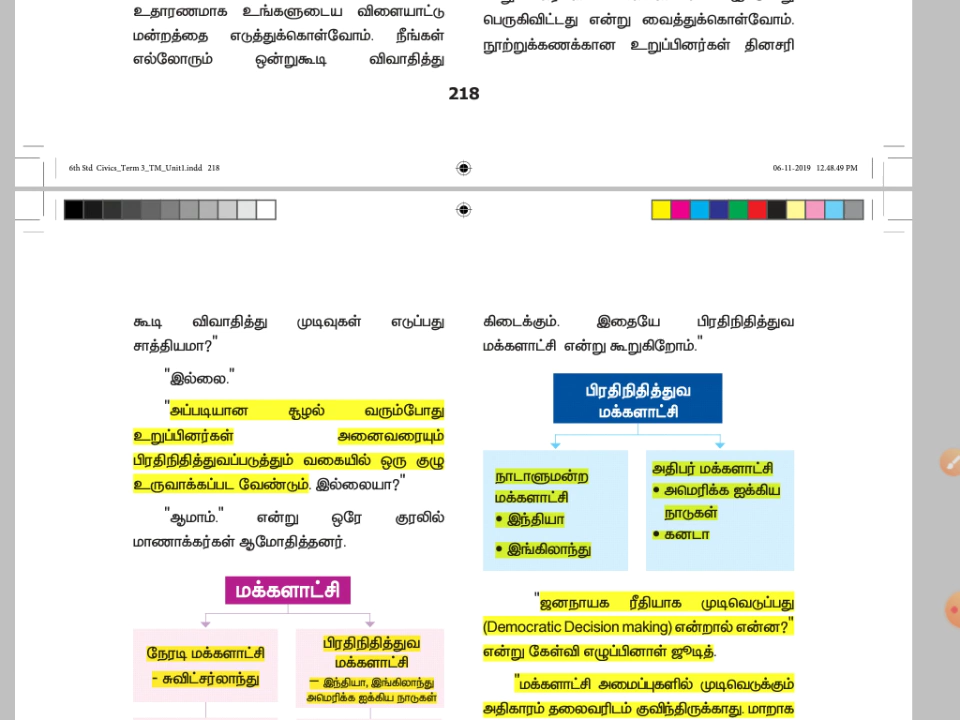 உதாரணமாக உங்களுடைய விளையாட்டு
மன்றத்தை எடுத்துக்கொள்வோம். நீங்கள்
எல்லோரும் ஒன்றுகூடி விவாதித்து
பெருகிவிட்டது என்று வைத்துக்கொள்வோம்.
நூற்றுக்கணக்கான உறுப்பினர்கள் தினசரி
218
6th Std Civics_Term 3_TM_Unit1.indd 218
06-11-2019 12.48.49 PM
கூடி விவாதித்து முடிவுகள் எடுப்பது
சாத்தியமா?"
"இல்லை."
"அப்படியான சூழல் வரும்போது
உறுப்பினர்கள் அனைவரையும்
பிரதிநிதித்துவப்படுத்தும் வகையில் ஒரு குழு
உருவாக்கப்பட வேண்டும். இல்லையா?"
"ஆமாம்." என்று ஒரே குரலில்
மாணாக்கர்கள் ஆமோதித்தனர்.
மக்களாட்சி
நேரடி மக்களாட்சி
- சுவிட்சர்லாந்து
பிரதிநிதித்துவ
மக்களாட்சி
– இந்தியா, இங்கிலாந்து
அமெரிக்க ஐக்கிய நாடுகள்
கிடைக்கும். இதையே பிரதிநிதித்துவ
மக்களாட்சி என்று கூறுகிறோம்."
பிரதிநிதித்துவ
மக்களாட்சி
நாடாளுமன்ற
மக்களாட்சி
• இந்தியா
• இங்கிலாந்து
அதிபர் மக்களாட்சி
• அமெரிக்க ஐக்கிய
நாடுகள்
• கனடா
"ஜனநாயக ரீதியாக முடிவெடுப்பது
(Democratic Decision making) என்றால் என்ன?"
என்று கேள்வி எழுப்பினாள் ஜூடித்.
"மக்களாட்சி அமைப்புகளில் முடிவெடுக்கும்
அதிகாரம் தலைவரிடம் குவிந்திருக்காது. மாறாக